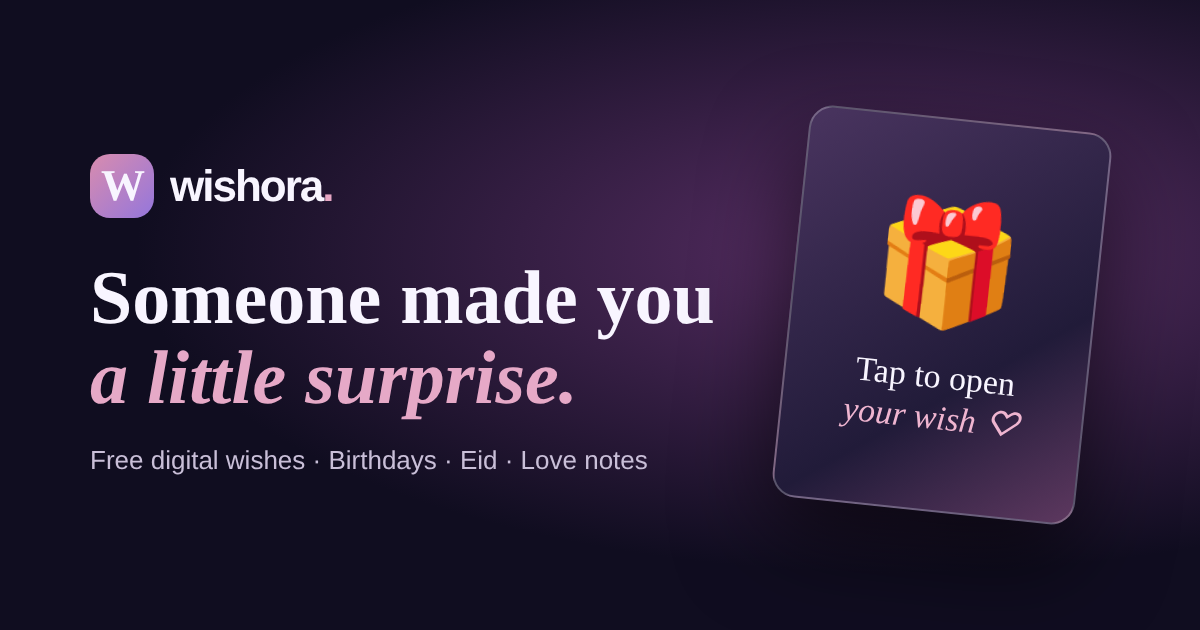 W wishora.
Someone made you
a little surprise.
Free digital wishes · Birthdays · Eid · Love notes
Tap to open
your wish ♡